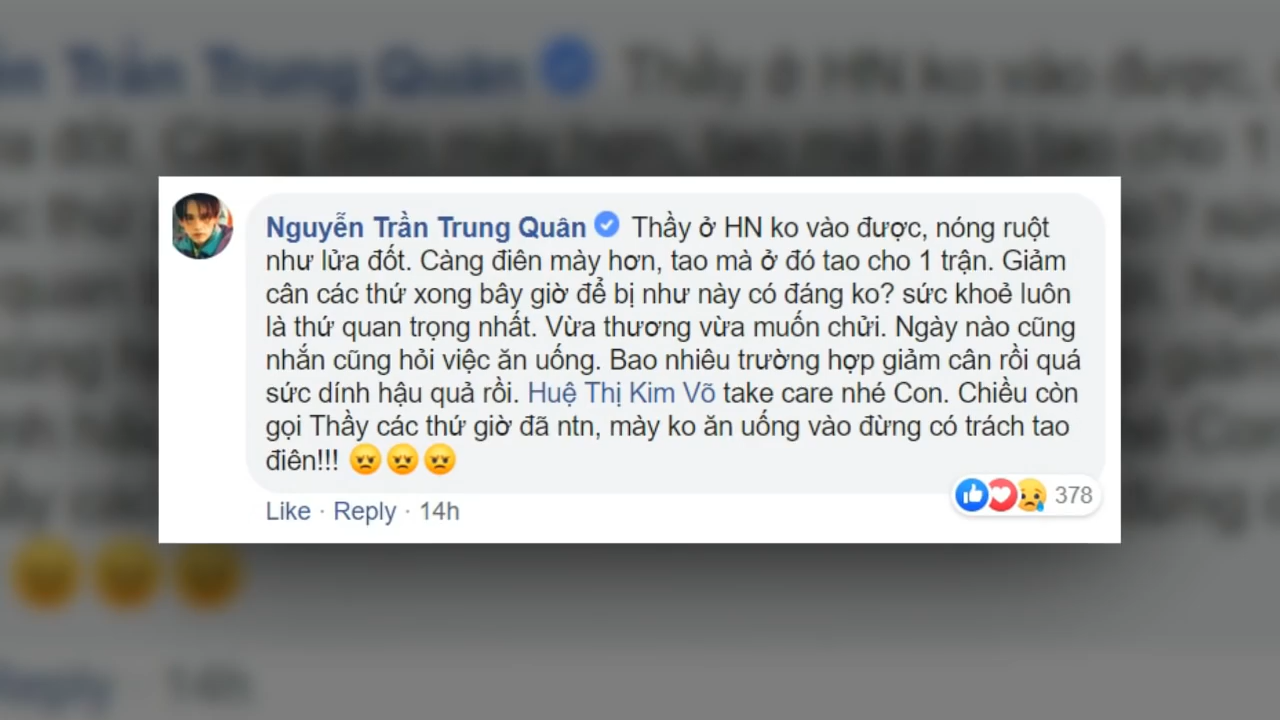 Nguyễn Trần Trung Quân Thầy ở HN ko vào được, nóng ruột
như lửa đốt. Càng điên mày hơn, tao mà ở đó tao cho 1 trận. Giảm
cân các thứ xong bây giờ để bị như này có đáng ko? sức khoẻ luôn
là thứ quan trọng nhất. Vừa thương vừa muốn chửi. Ngày nào cũng
nhắn cũng hỏi việc ăn uống. Bao nhiêu trường hợp giảm cân rồi quá
sức dính hậu quả rồi. Huệ Thị Kim Võ take care nhé Con. Chiều còn
gọi Thầy các thứ giờ đã ntn, mày ko ăn uống vào đừng có trách tao
điên!!! 😡😡😡
Like · Reply · 14h
378